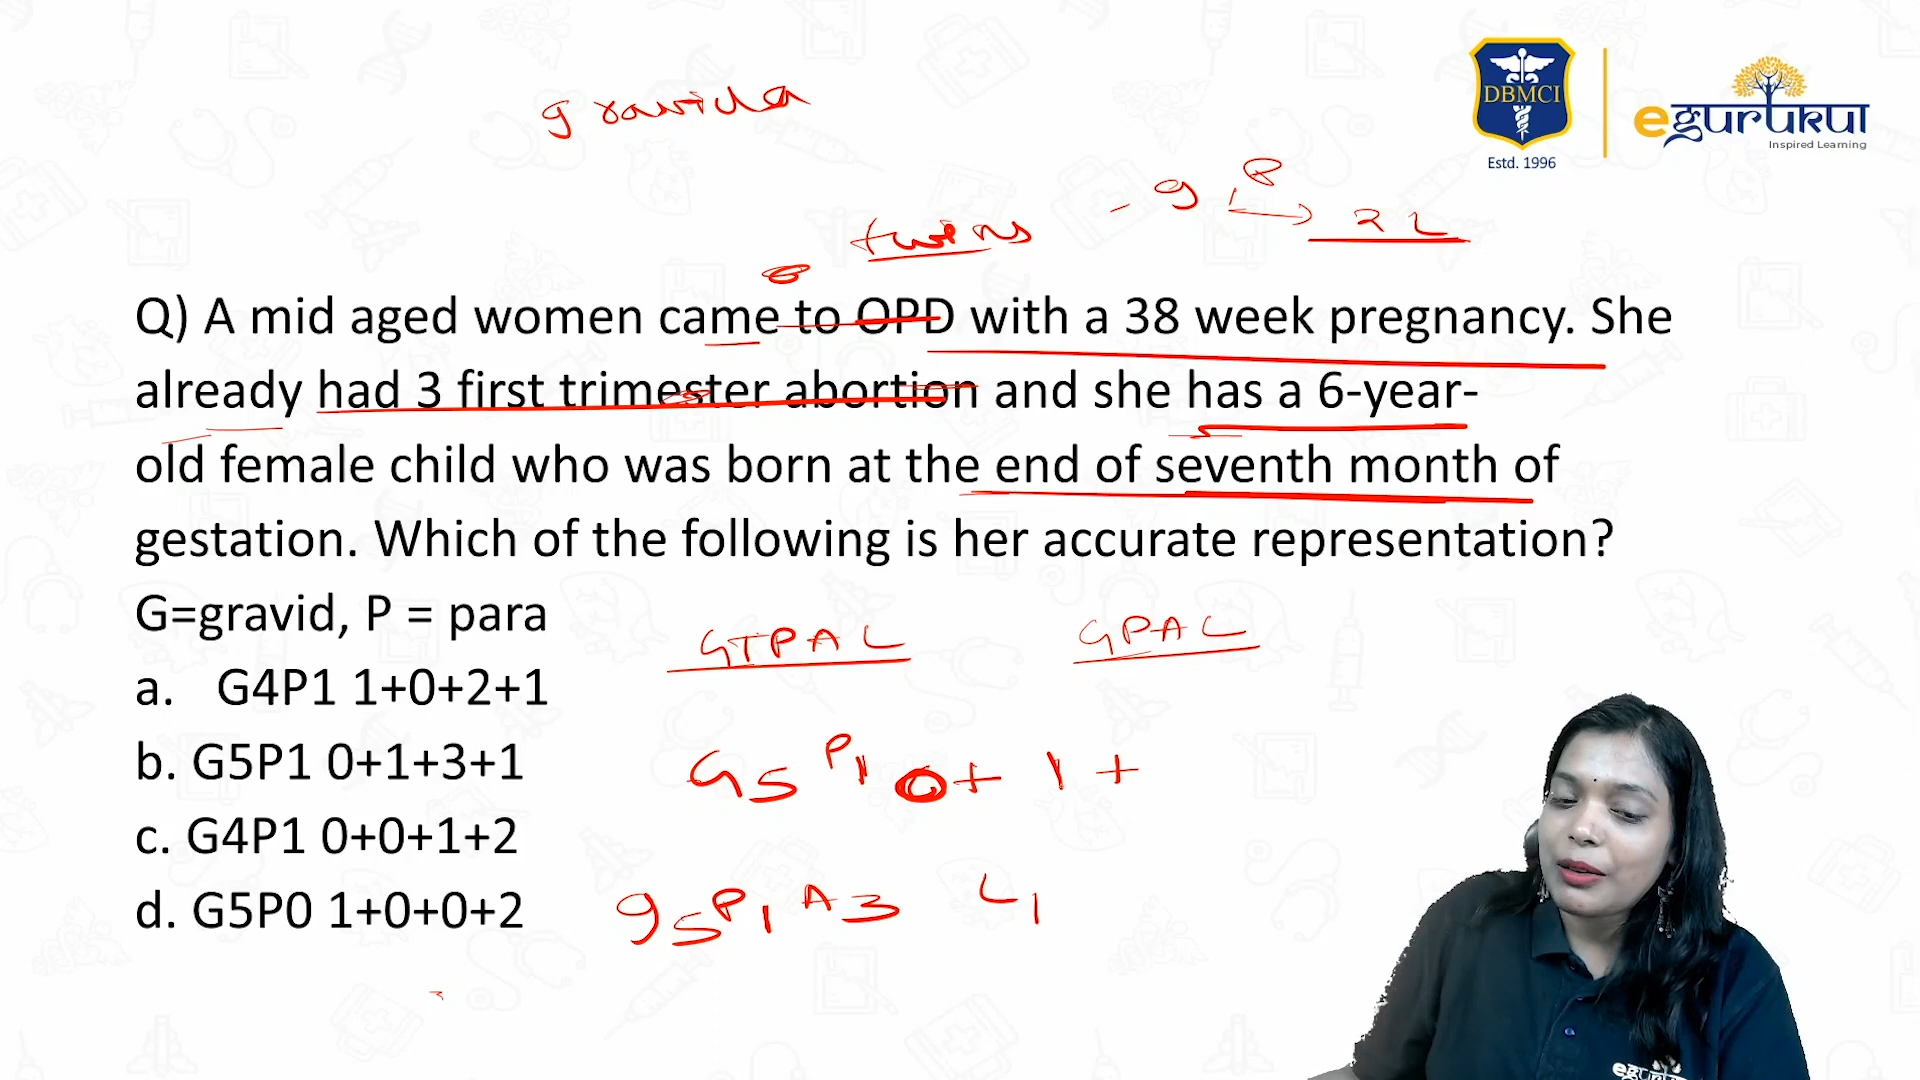 gravida
DBMCI
Estd. 1996
egurukul
Inspired Learning
twins - g 1 P → 2 L
Q) A mid aged women came to OPD with a 38 week pregnancy. She
already had 3 first trimester abortion and she has a 6-year-
old female child who was born at the end of seventh month of
gestation. Which of the following is her accurate representation?
G=gravid, P = para
GTPAL GPAL
a. G4P1 1+0+2+1
b. G5P1 0+1+3+1
G5 P1 0+ 1+
c. G4P1 0+0+1+2
d. G5P0 1+0+0+2
g5 P1 A3 L1